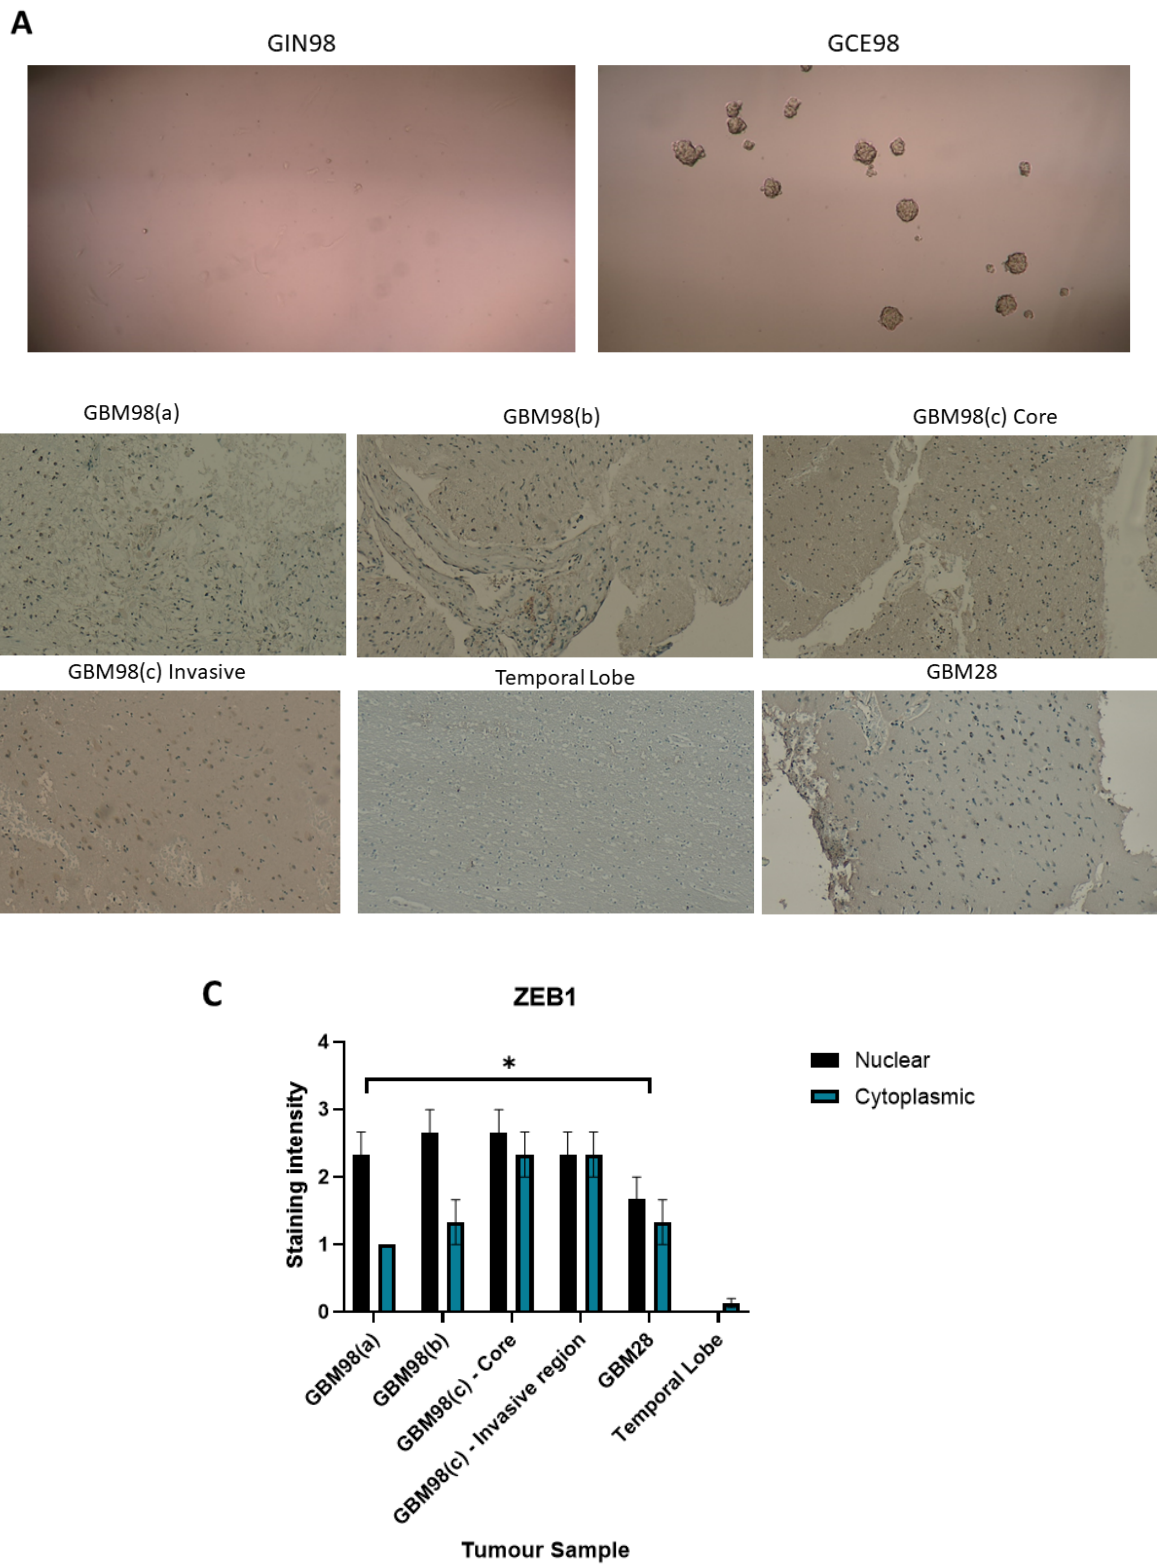 A
GIN98
GCE98
GBM98(a)
GBM98(b)
GBM98(c) Core
GBM98(c) Invasive
Temporal Lobe
GBM28
C
ZEB1
Nuclear
Cytoplasmic
*
Staining intensity
4
3
2
1
0
GBM98(a)
GBM98(b)
GBM98(c) - Core
GBM98(c) - Invasive region
GBM28
Temporal Lobe
Tumour Sample